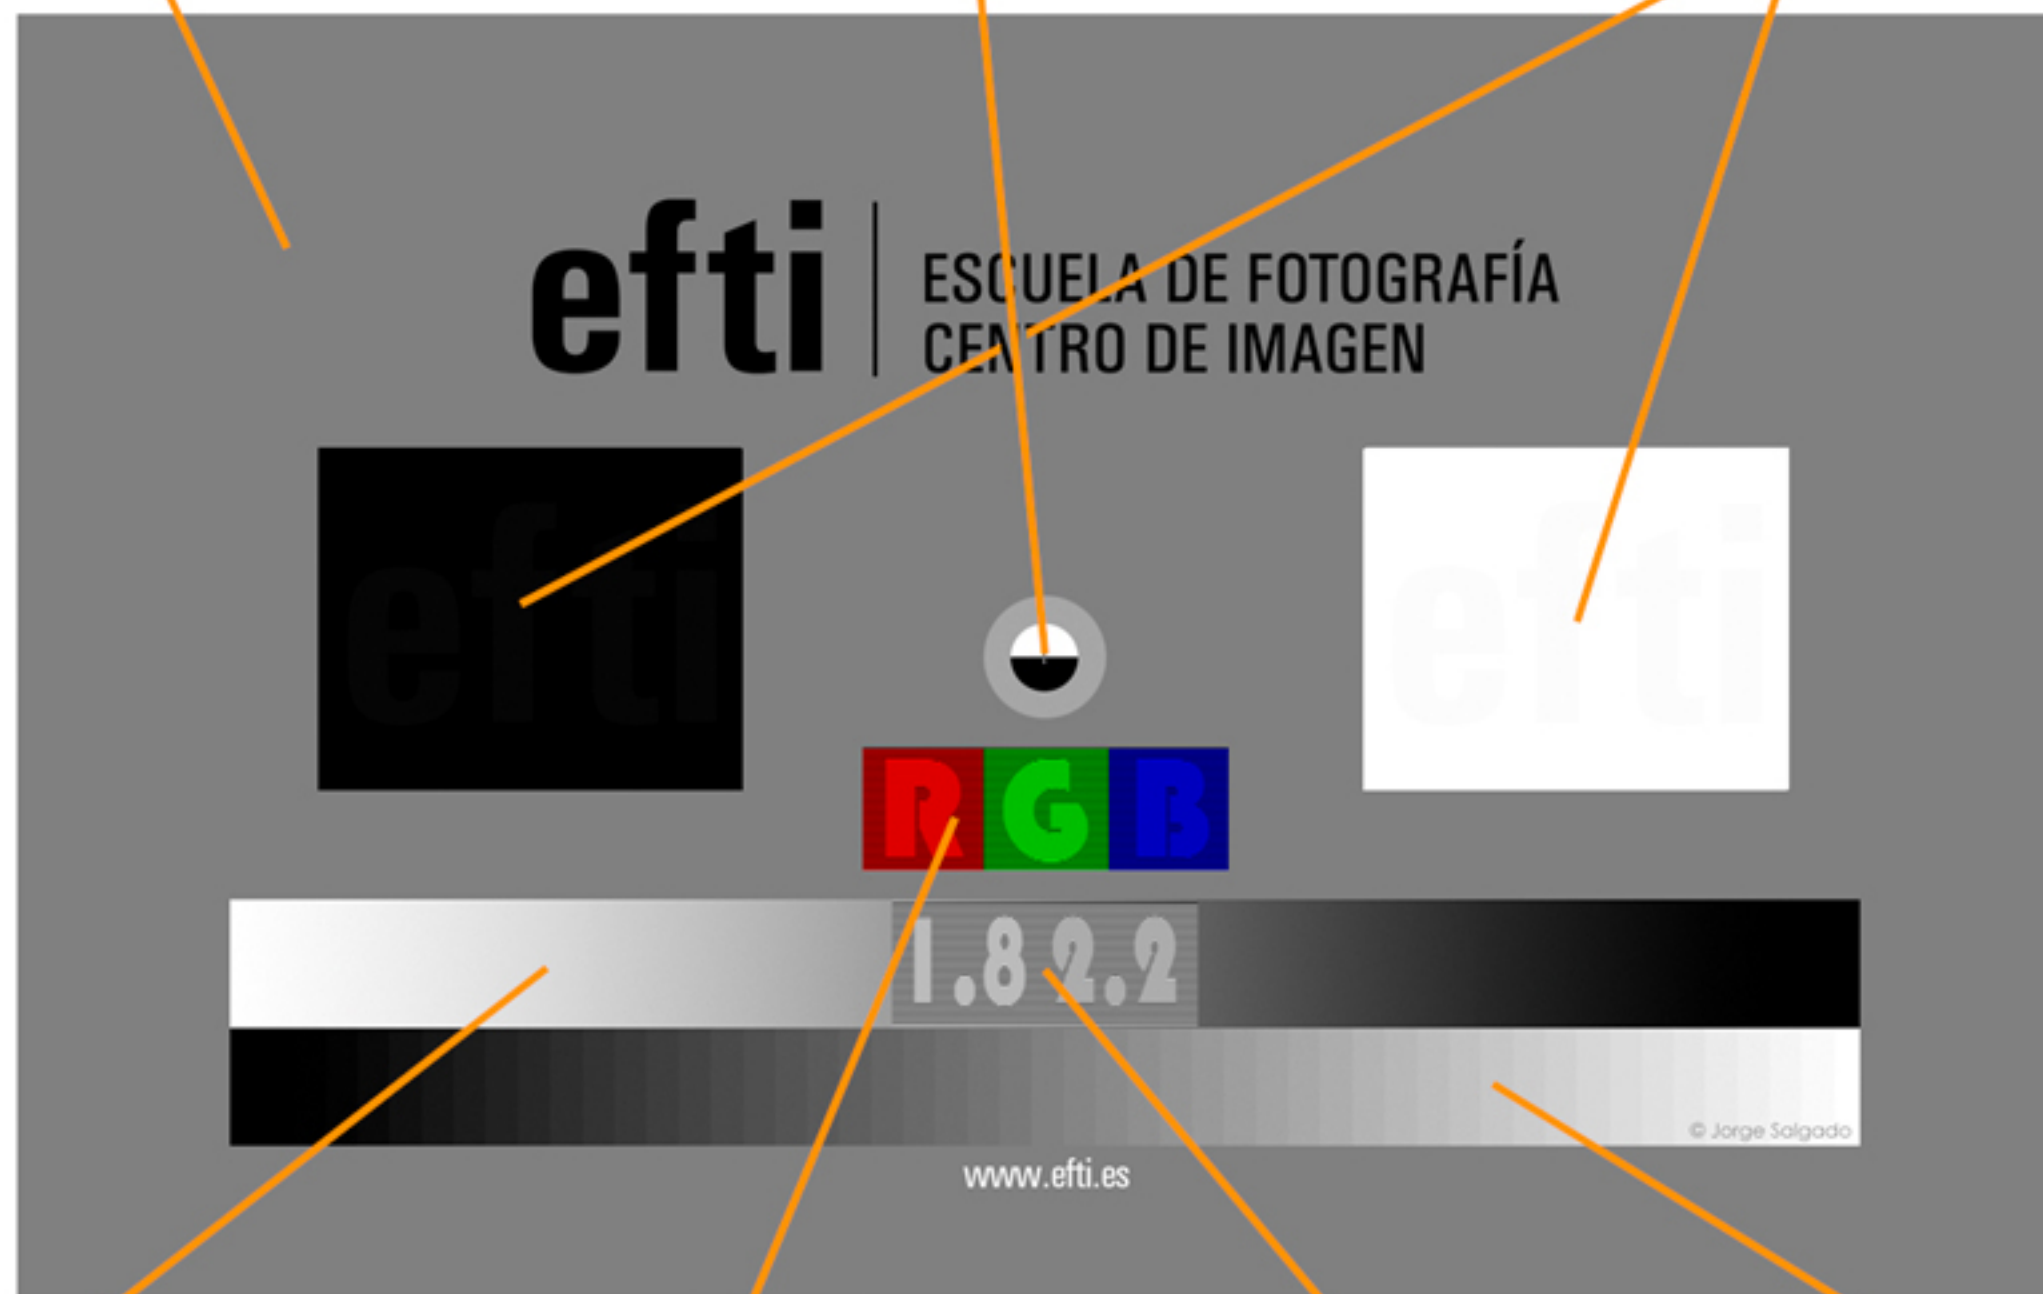 efti
ESCUELA DE FOTOGRAFÍA
CENTRO DE IMAGEN
efti
efti
RGB
1.8 2.2
© Jorge Salgado
www.efti.es